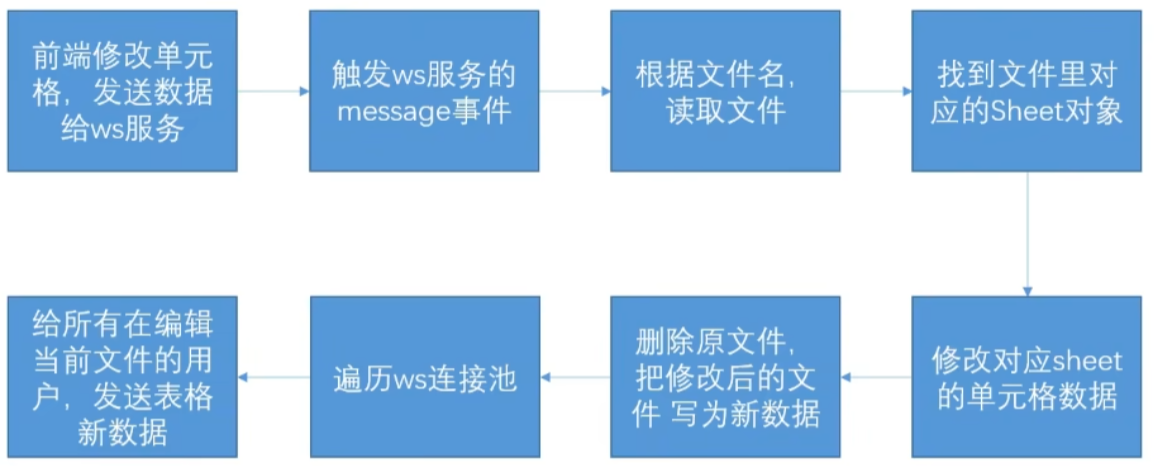 前端修改单元
格，发送数据
给ws服务
触发ws服务的
message事件
根据文件名，
读取文件
找到文件里对
应的Sheet对象
修改对应sheet
的单元格数据
删除原文件，
把修改后的文
件 写为新数据
遍历ws连接池
给所有在编辑
当前文件的用
户，发送表格
新数据